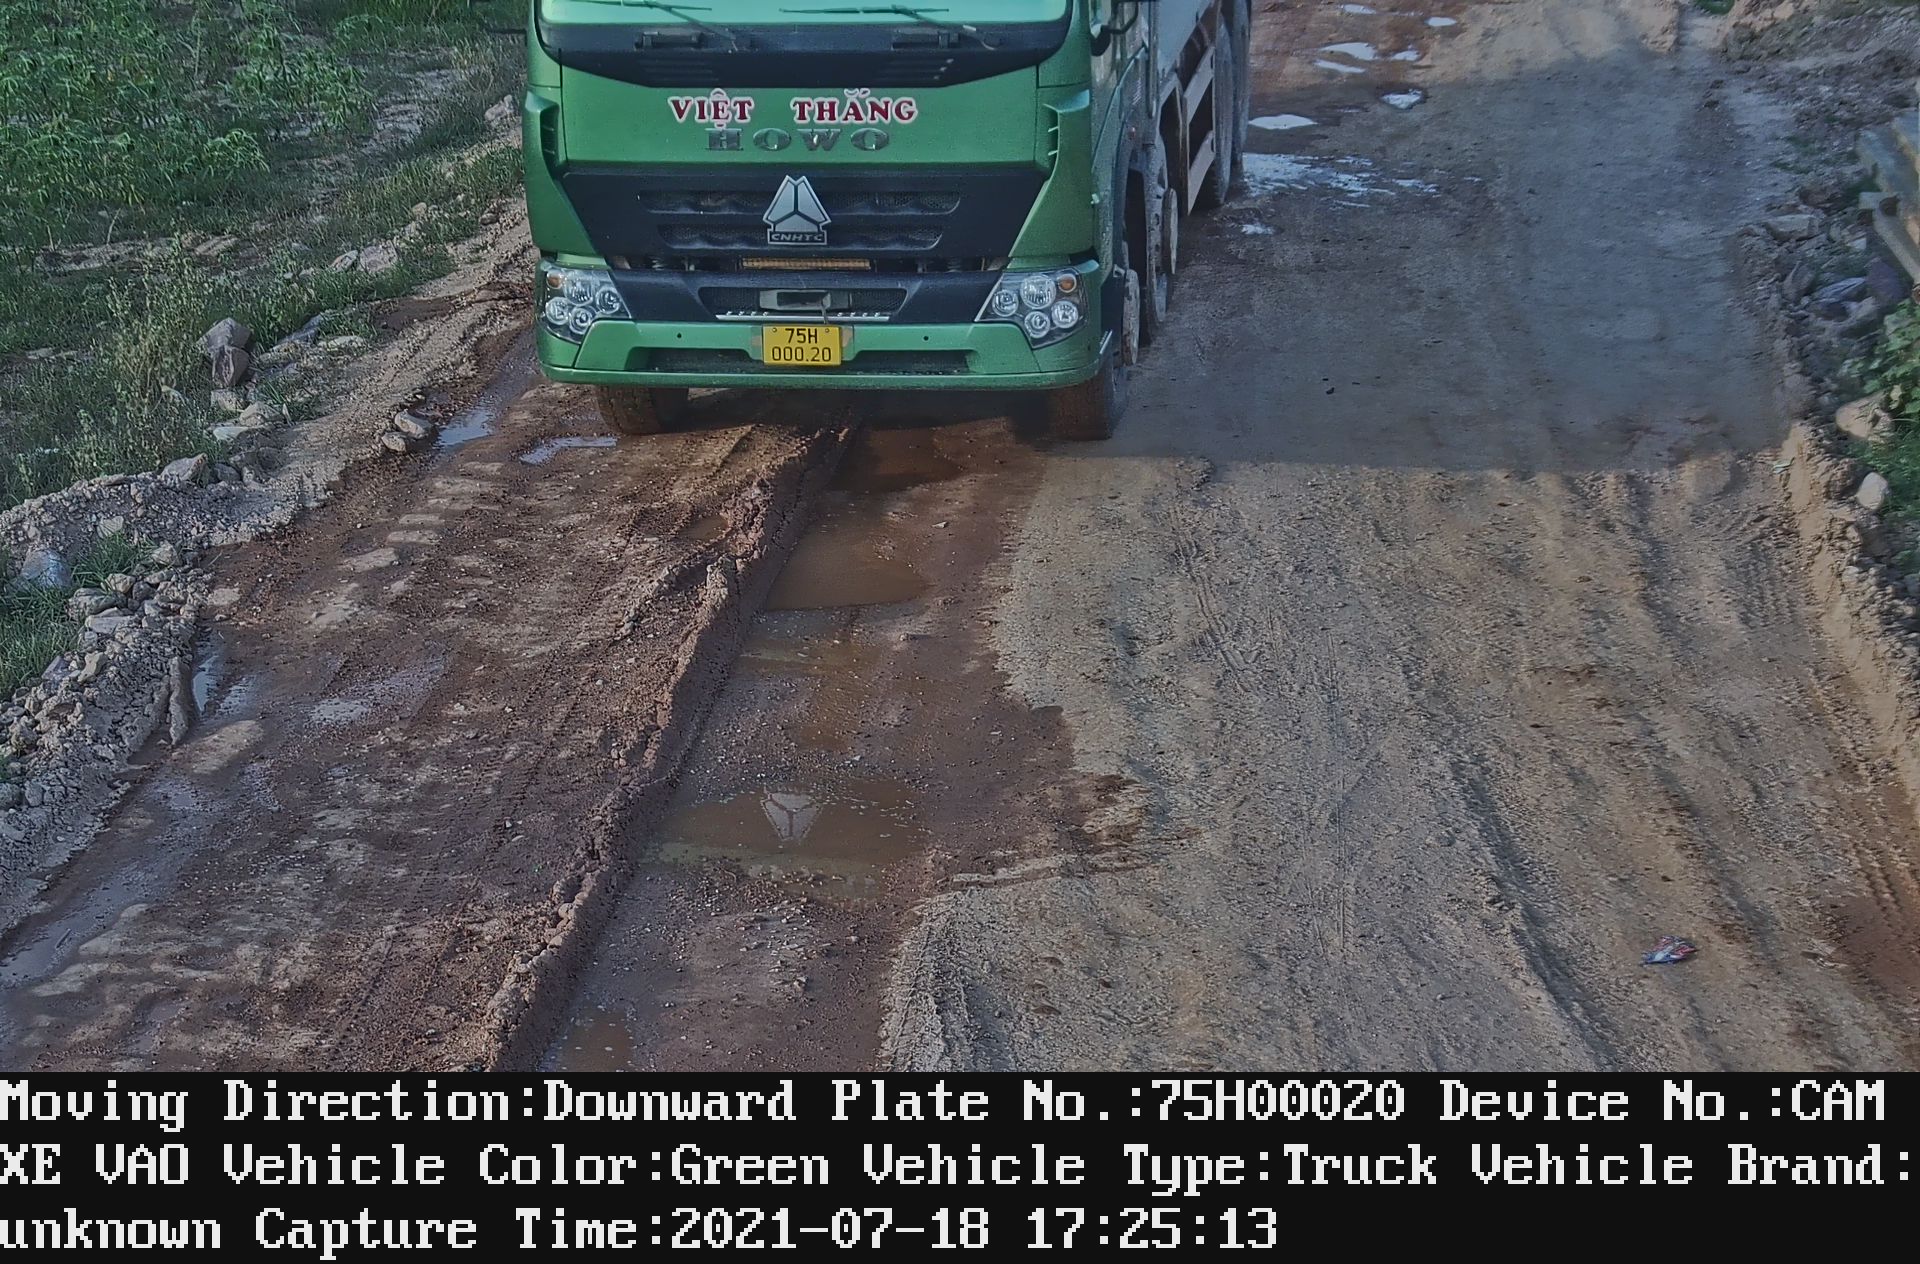 VIỆT THẮNG
HOWO
CNHTC
75H
000.20
Moving Direction:Downward Plate No.:75H00020 Device No.:CAM
XE VAO Vehicle Color:Green Vehicle Type:Truck Vehicle Brand:
unknown Capture Time:2021-07-18 17:25:13